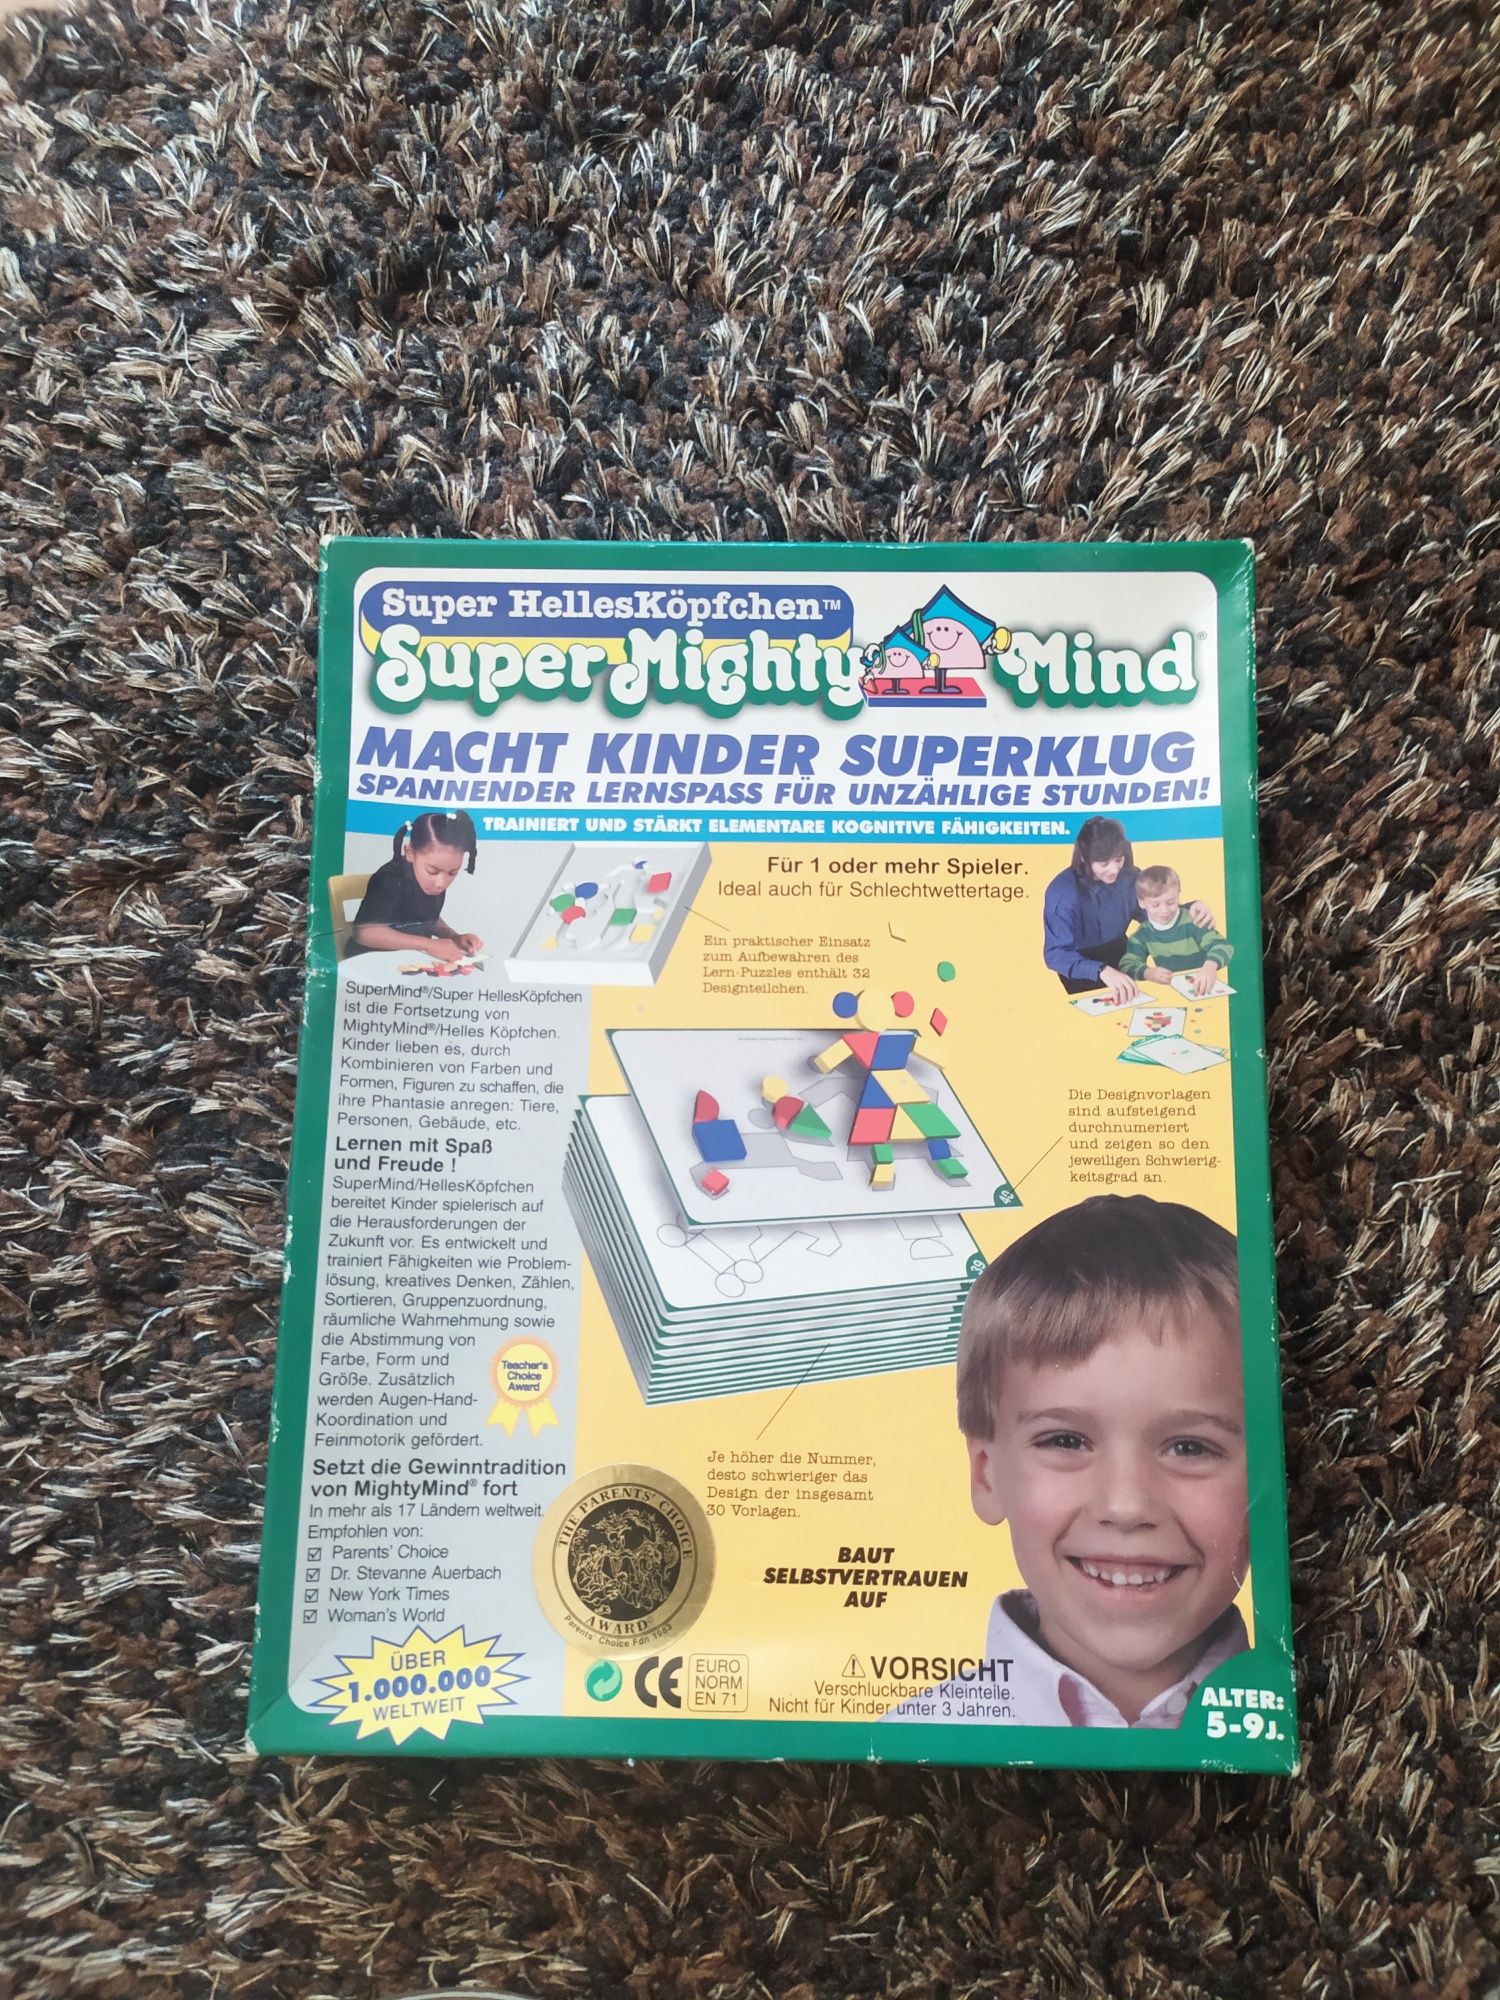 Super HellesKöpfchen™
Super Mighty Mind®
MACHT KINDER SUPERKLUG
SPANNENDER LERNSPASS FÜR UNZÄHLIGE STUNDEN!
TRAINIERT UND STÄRKT ELEMENTARE KOGNITIVE FÄHIGKEITEN.
Für 1 oder mehr Spieler.
Ideal auch für Schlechtwettertage.
Ein praktischer Einsatz
zum Aufbewahren des
Lern-Puzzles enthält 32
Designteilchen.
SuperMind®/Super HellesKöpfchen
ist die Fortsetzung von
MightyMind®/Helles Köpfchen.
Kinder lieben es, durch
Kombinieren von Farben und
Formen, Figuren zu schaffen, die
ihre Phantasie anregen: Tiere,
Personen, Gebäude, etc.
Lernen mit Spaß
und Freude !
SuperMind/HellesKöpfchen
bereitet Kinder spielerisch auf
die Herausforderungen der
Zukunft vor. Es entwickelt und
trainiert Fähigkeiten wie Problem-
lösung, kreatives Denken, Zählen,
Sortieren, Gruppenzuordnung,
räumliche Wahrnehmung sowie
die Abstimmung von
Farbe, Form und
Größe. Zusätzlich
werden Augen-Hand-
Koordination und
Feinmotorik gefördert.
Teacher's
Choice
Award
Setzt die Gewinntradition
von MightyMind® fort
In mehr als 17 Ländern weltweit.
Empfohlen von:
Parents' Choice
Dr. Stevanne Auerbach
New York Times
Woman's World
ÜBER
1.000.000
WELTWEIT
Die Designvorlagen
sind aufsteigend
durchnumeriert
und zeigen so den
jeweiligen Schwierig-
keitsgrad an.
40
39
Je höher die Nummer,
desto schwieriger das
Design der insgesamt
30 Vorlagen.
THE PARENTS' CHOICE
AWARD®
Parents' Choice Fdn 1983
BAUT
SELBSTVERTRAUEN
AUF
CE
EURO
NORM
EN 71
VORSICHT
Verschluckbare Kleinteile.
Nicht für Kinder unter 3 Jahren.
ALTER:
5-9J.